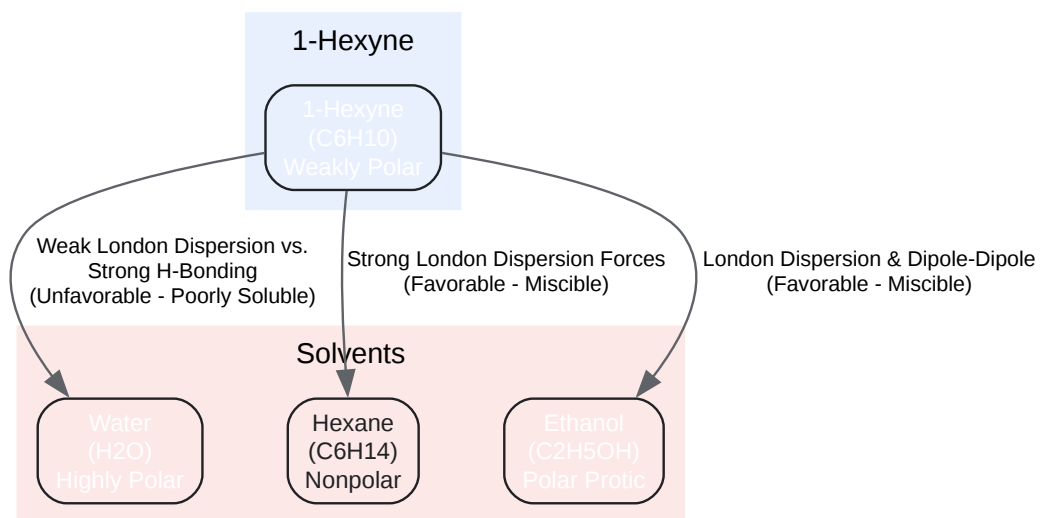 1-Hexyne
1-Hexyne
(C6H10)
Weakly Polar
Weak London Dispersion vs.
Strong H-Bonding
(Unfavorable - Poorly Soluble)
Strong London Dispersion Forces
(Favorable - Miscible)
London Dispersion & Dipole-Dipole
(Favorable - Miscible)
Solvents
Water
(H2O)
Highly Polar
Hexane
(C6H14)
Nonpolar
Ethanol
(C2H5OH)
Polar Protic